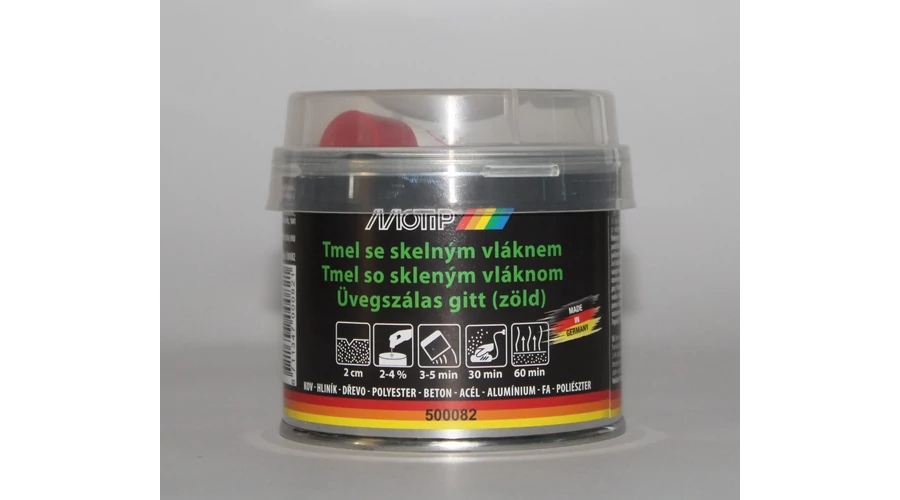 MOTIP
Tmel se skelným vláknem
Tmel so skleným vláknom
Üvegszálas gitt (zöld)
MADE
IN
GERMANY
2 cm 2-4 % 3-5 min 30 min 60 min
KOV - HLINÍK - DŘEVO - POLYESTER - BETON - ACÉL - ALUMÍNIUM - FA - POLIÉSZTER
500082